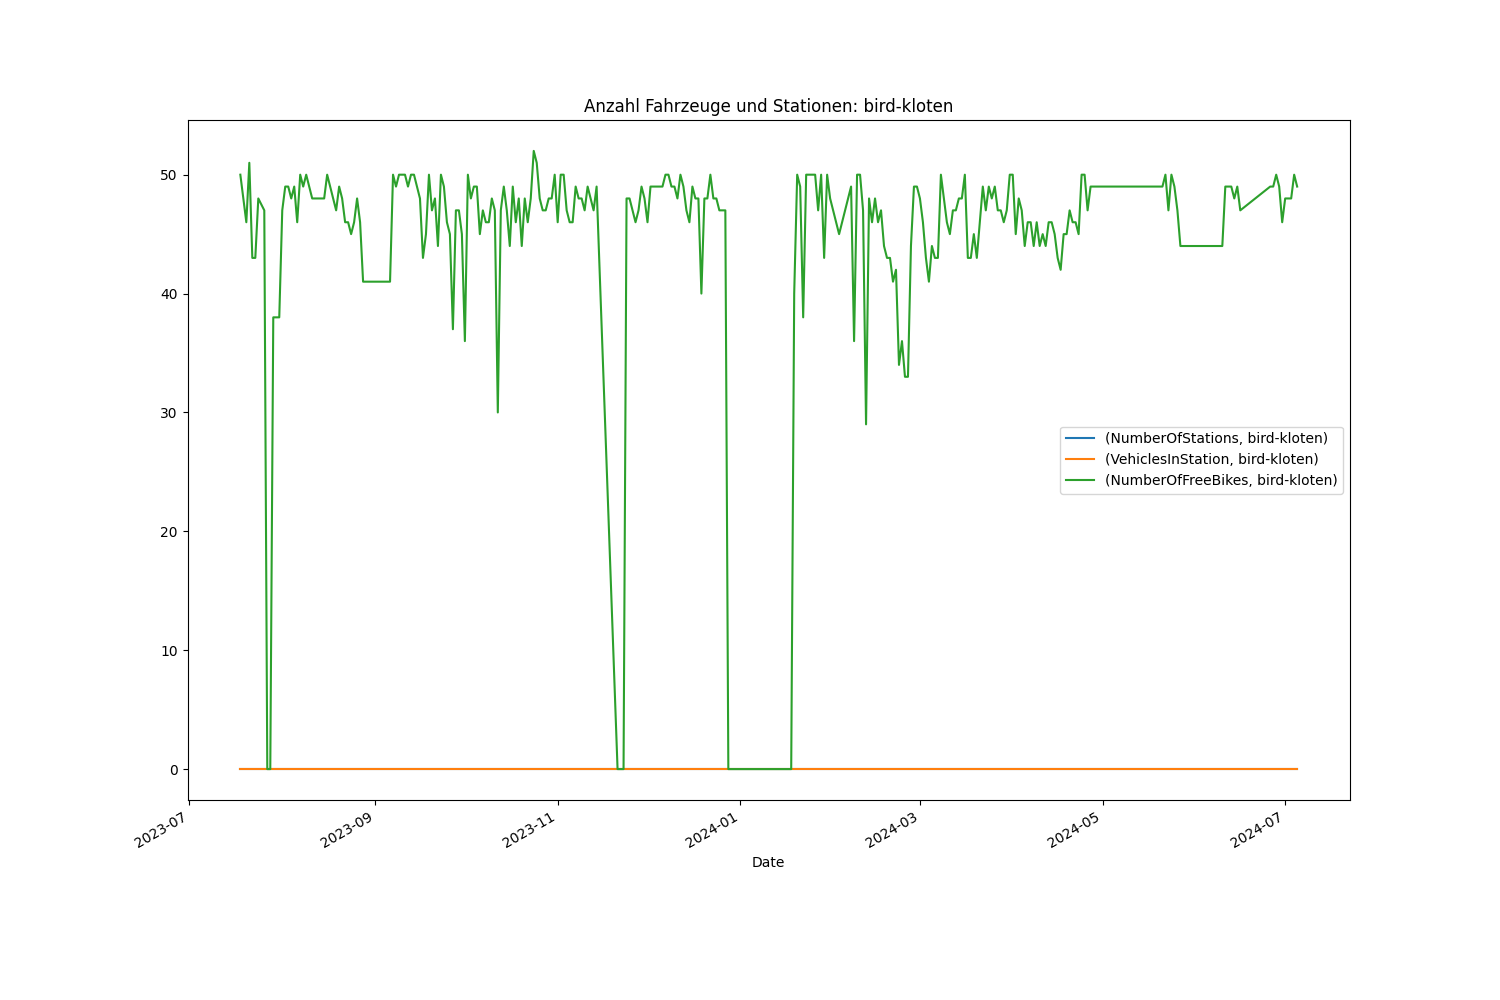 Anzahl Fahrzeuge und Stationen: bird-kloten
50
40
30
20
10
0
(NumberOfStations, bird-kloten)
(VehiclesInStation, bird-kloten)
(NumberOfFreeBikes, bird-kloten)
2023-07
2023-09
2023-11
2024-01
2024-03
2024-05
2024-07
Date